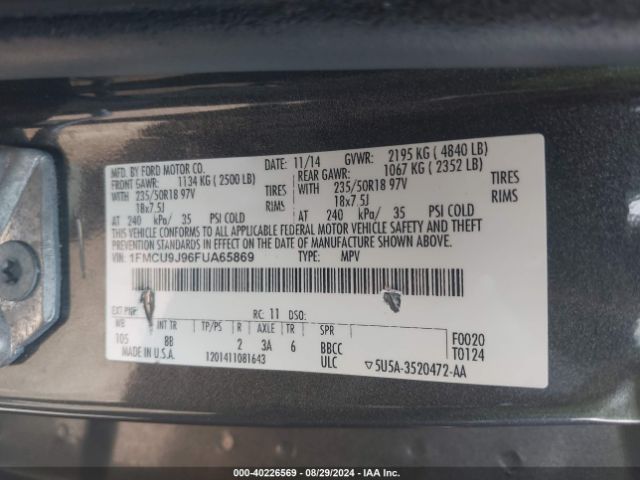 MFD. BY FORD MOTOR CO. DATE: 11/14 GVWR: 2195 KG ( 4840 LB)
FRONT GAWR: 1134 KG ( 2500 LB) REAR GAWR: 1067 KG ( 2352 LB)
WITH 235/50R18 97V TIRES WITH 235/50R18 97V TIRES
18x7.5J RIMS 18x7.5J RIMS
AT 240 kPa/ 35 PSI COLD AT 240 kPa/ 35 PSI COLD
THIS VEHICLE CONFORMS TO ALL APPLICABLE FEDERAL MOTOR VEHICLE SAFETY AND THEFT
PREVENTION STANDARDS IN EFFECT ON THE DATE OF MANUFACTURE SHOWN ABOVE.
VIN: 1FMCU9J96FUA65869 TYPE: MPV
EXT PNT: RC: 11 DSO:
WB INT TR TP/PS R AXLE TR SPR F0020
105 BB 2 3A 6 BBCC T0124
MADE IN U.S.A. 1201411081643 ULC ▽5U5A-3520472-AA
000-40226569 - 08/29/2024 - IAA Inc.